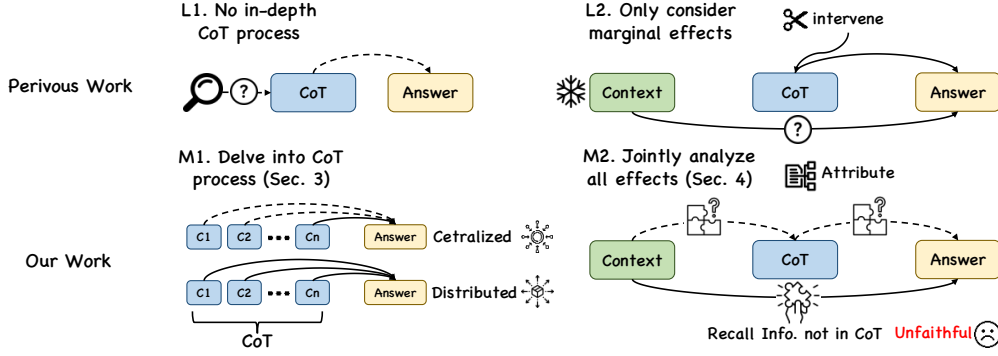 L1. No in-depth
CoT process
L2. Only consider
marginal effects
intervene
Perivous Work
?
CoT
Answer
Context
CoT
Answer
?
M1. Delve into CoT
process (Sec. 3)
M2. Jointly analyze
all effects (Sec. 4)
Attribute
Our Work
C1
C2
Cn
Answer
Cetralized
C1
C2
Cn
Answer
Distributed
CoT
?
?
Context
CoT
Answer
Recall Info. not in CoT
Unfaithful